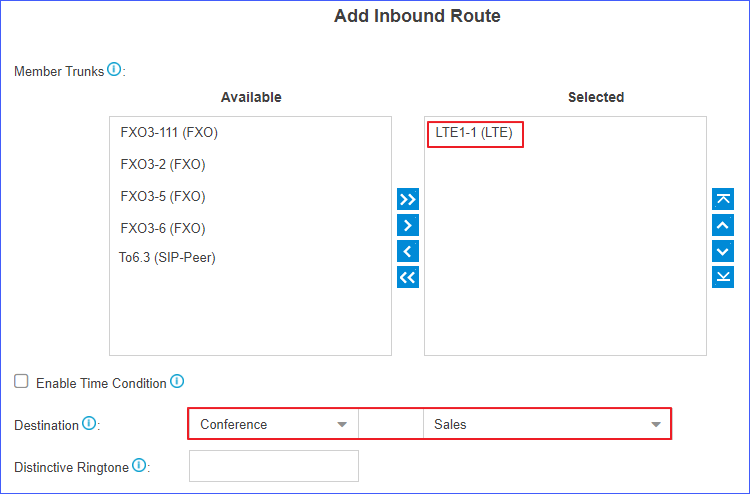 Add Inbound Route
Member Trunks :
Available
Selected
FXO3-111 (FXO)
FXO3-2 (FXO)
FXO3-5 (FXO)
FXO3-6 (FXO)
To6.3 (SIP-Peer)
LTE1-1 (LTE)
Enable Time Condition
Destination :
Conference
Sales
Distinctive Ringtone :